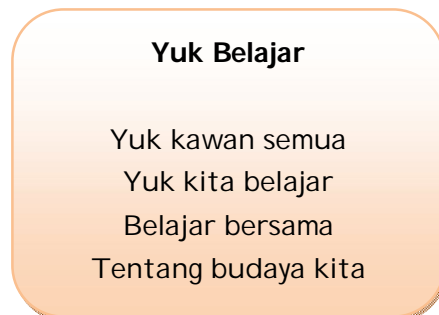 Yuk Belajar
Yuk kawan semua
Yuk kita belajar
Belajar bersama
Tentang budaya kita